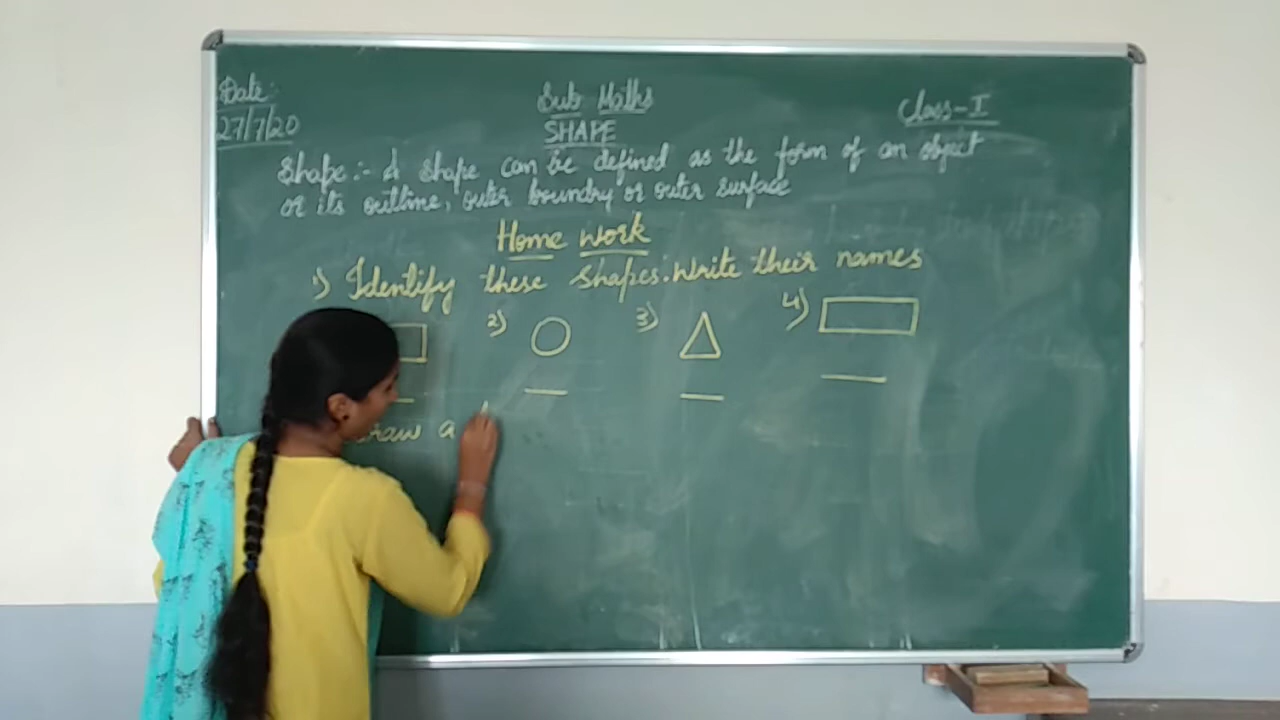 Date:
27/7/20
Sub Maths
Class-I
SHAPE
Shape:- A shape can be defined as the form of an object
or its outline, outer boundry or outer surface
Home work
1) Identify these shapes. Write their names
2) 3) 4)
raw a